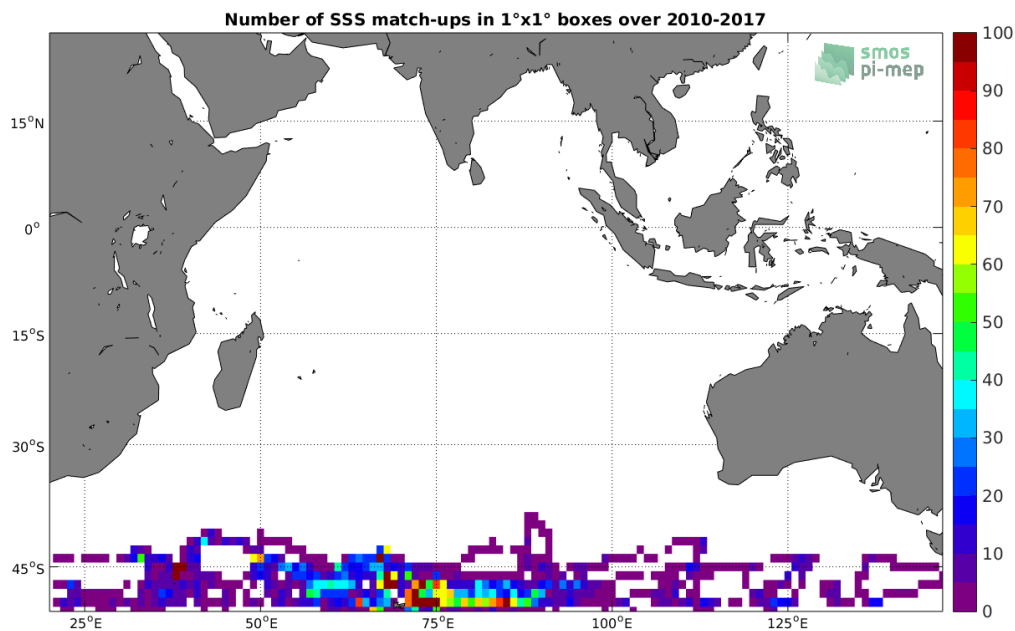 Number of SSS match-ups in 1°x1° boxes over 2010-2017
smos
pi-mep
15°N
0°
15°S
30°S
45°S
25°E
50°E
75°E
100°E
125°E
100
90
80
70
60
50
40
30
20
10
0